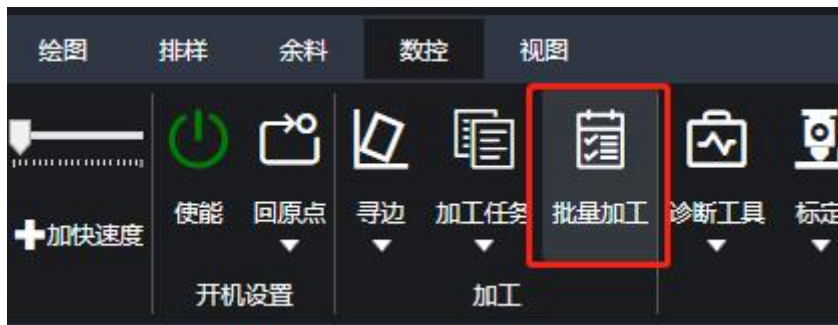 绘图 排样 余料 数控 视图
加快速度 使能 回原点 寻边 加工任务 批量加工 诊断工具 标定
开机设置 加工